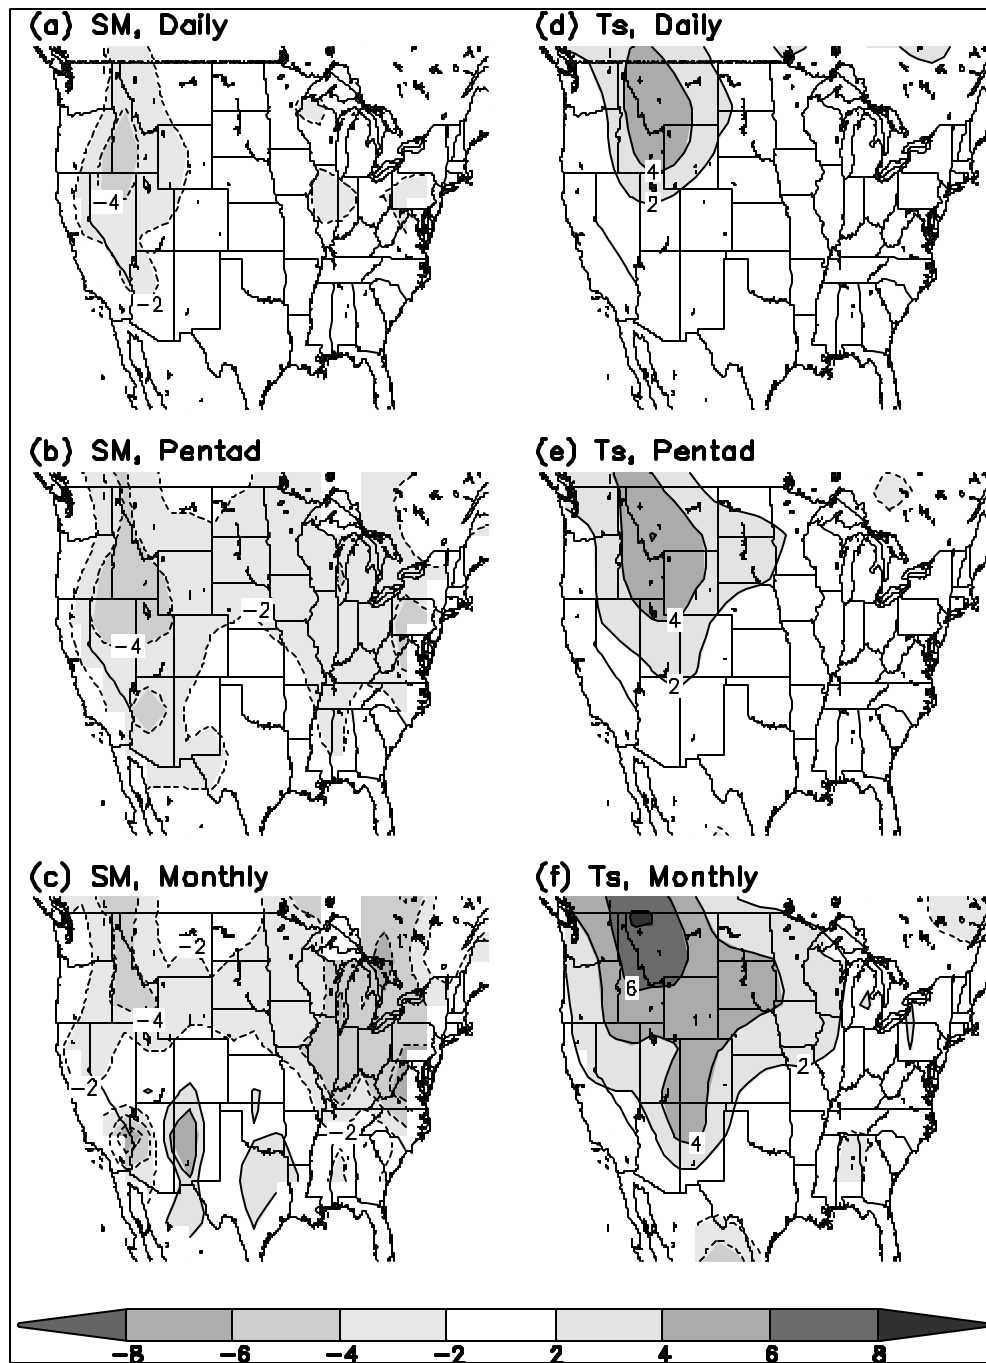 (a) SM, Daily
(d) Ts, Daily
-4
-2
4
2
(b) SM, Pentad
(e) Ts, Pentad
-2
-4
4
2
(c) SM, Monthly
(f) Ts, Monthly
-2
-4
-2
-2
6
2
4
-8 -6 -4 -2 2 4 6 8